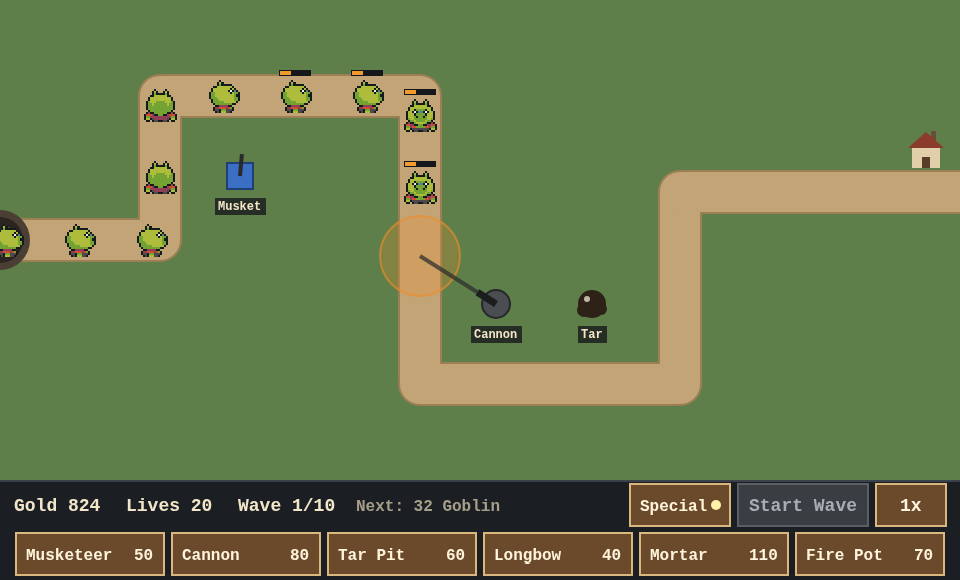 Musket
Cannon
Tar
Gold 824 Lives 20 Wave 1/10 Next: 32 Goblin Special Start Wave 1x
Musketeer 50 Cannon 80 Tar Pit 60 Longbow 40 Mortar 110 Fire Pot 70